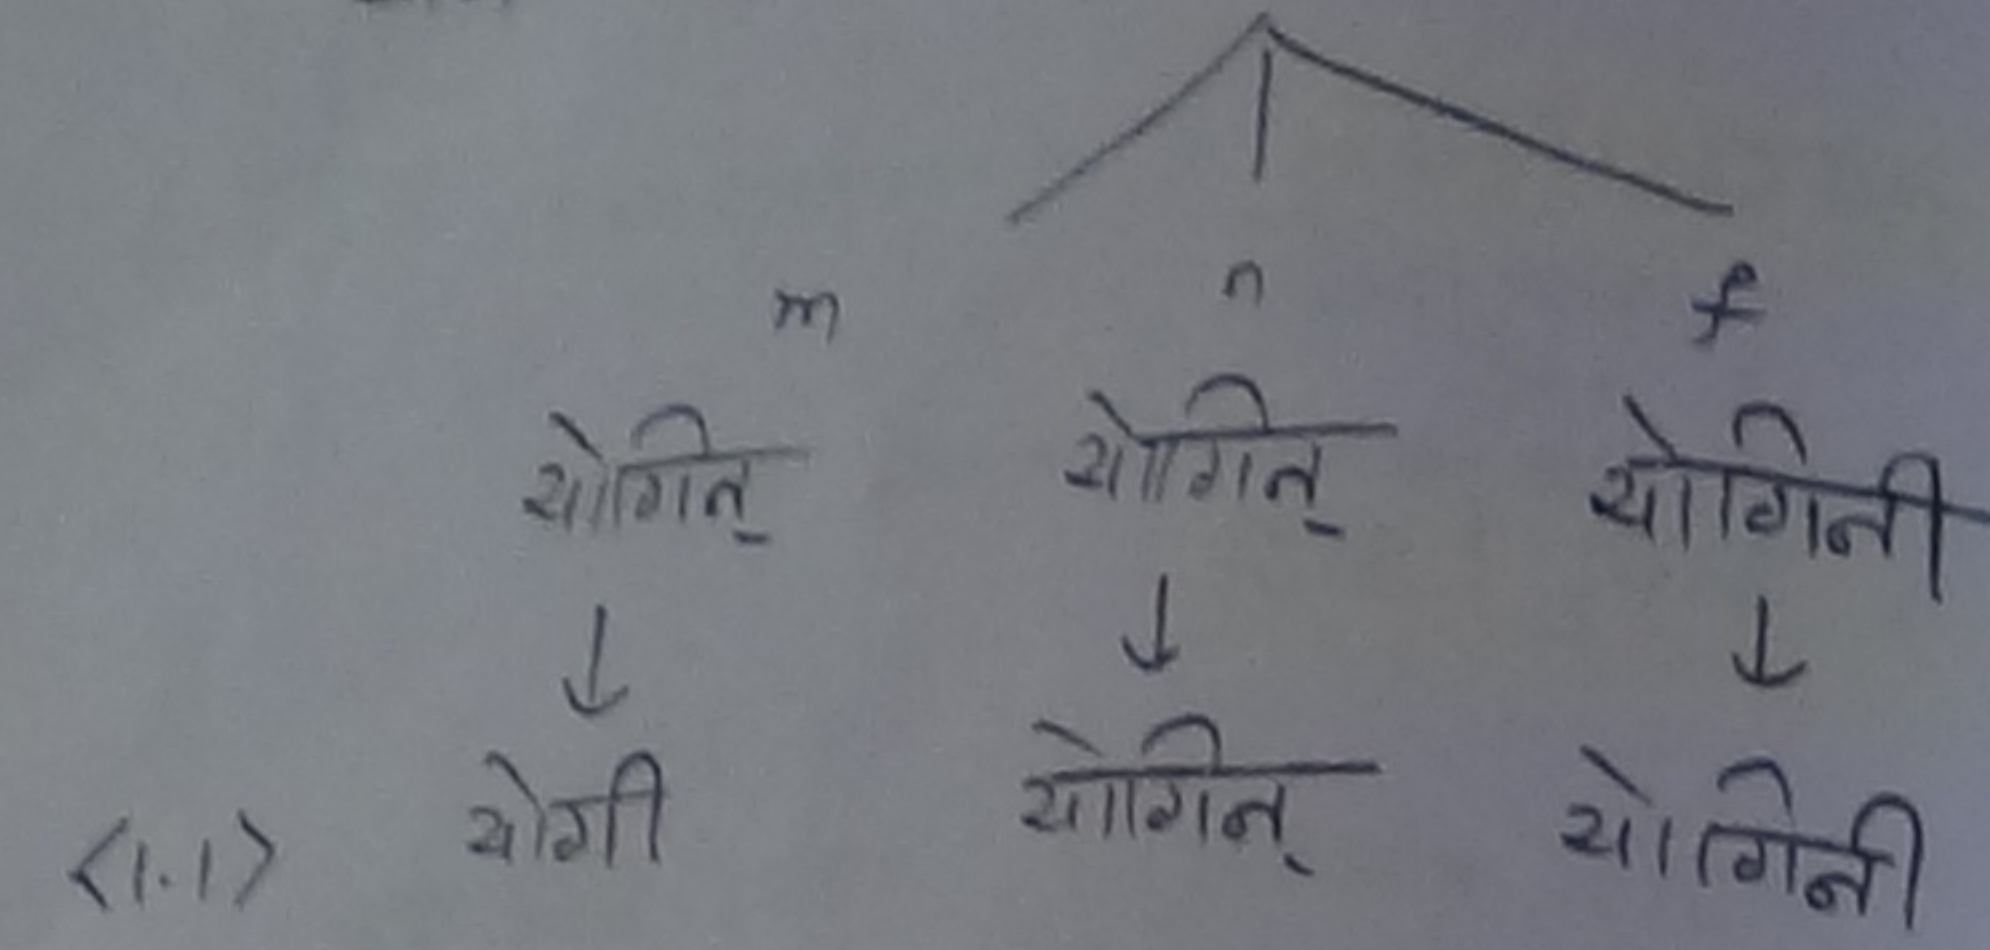 m n f
योगिन् योगिन् योगिनी
↓ ↓ ↓
<1.1> योगी योगिन् योगिनी